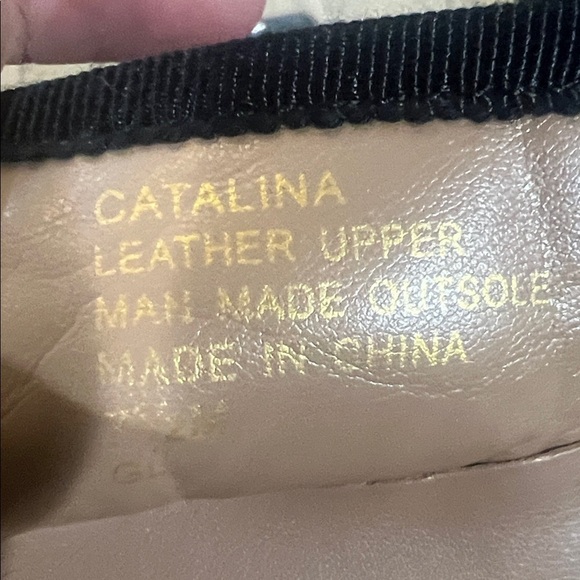 CATALINA
LEATHER UPPER
MAN MADE OUTSOLE
MADE IN CHINA